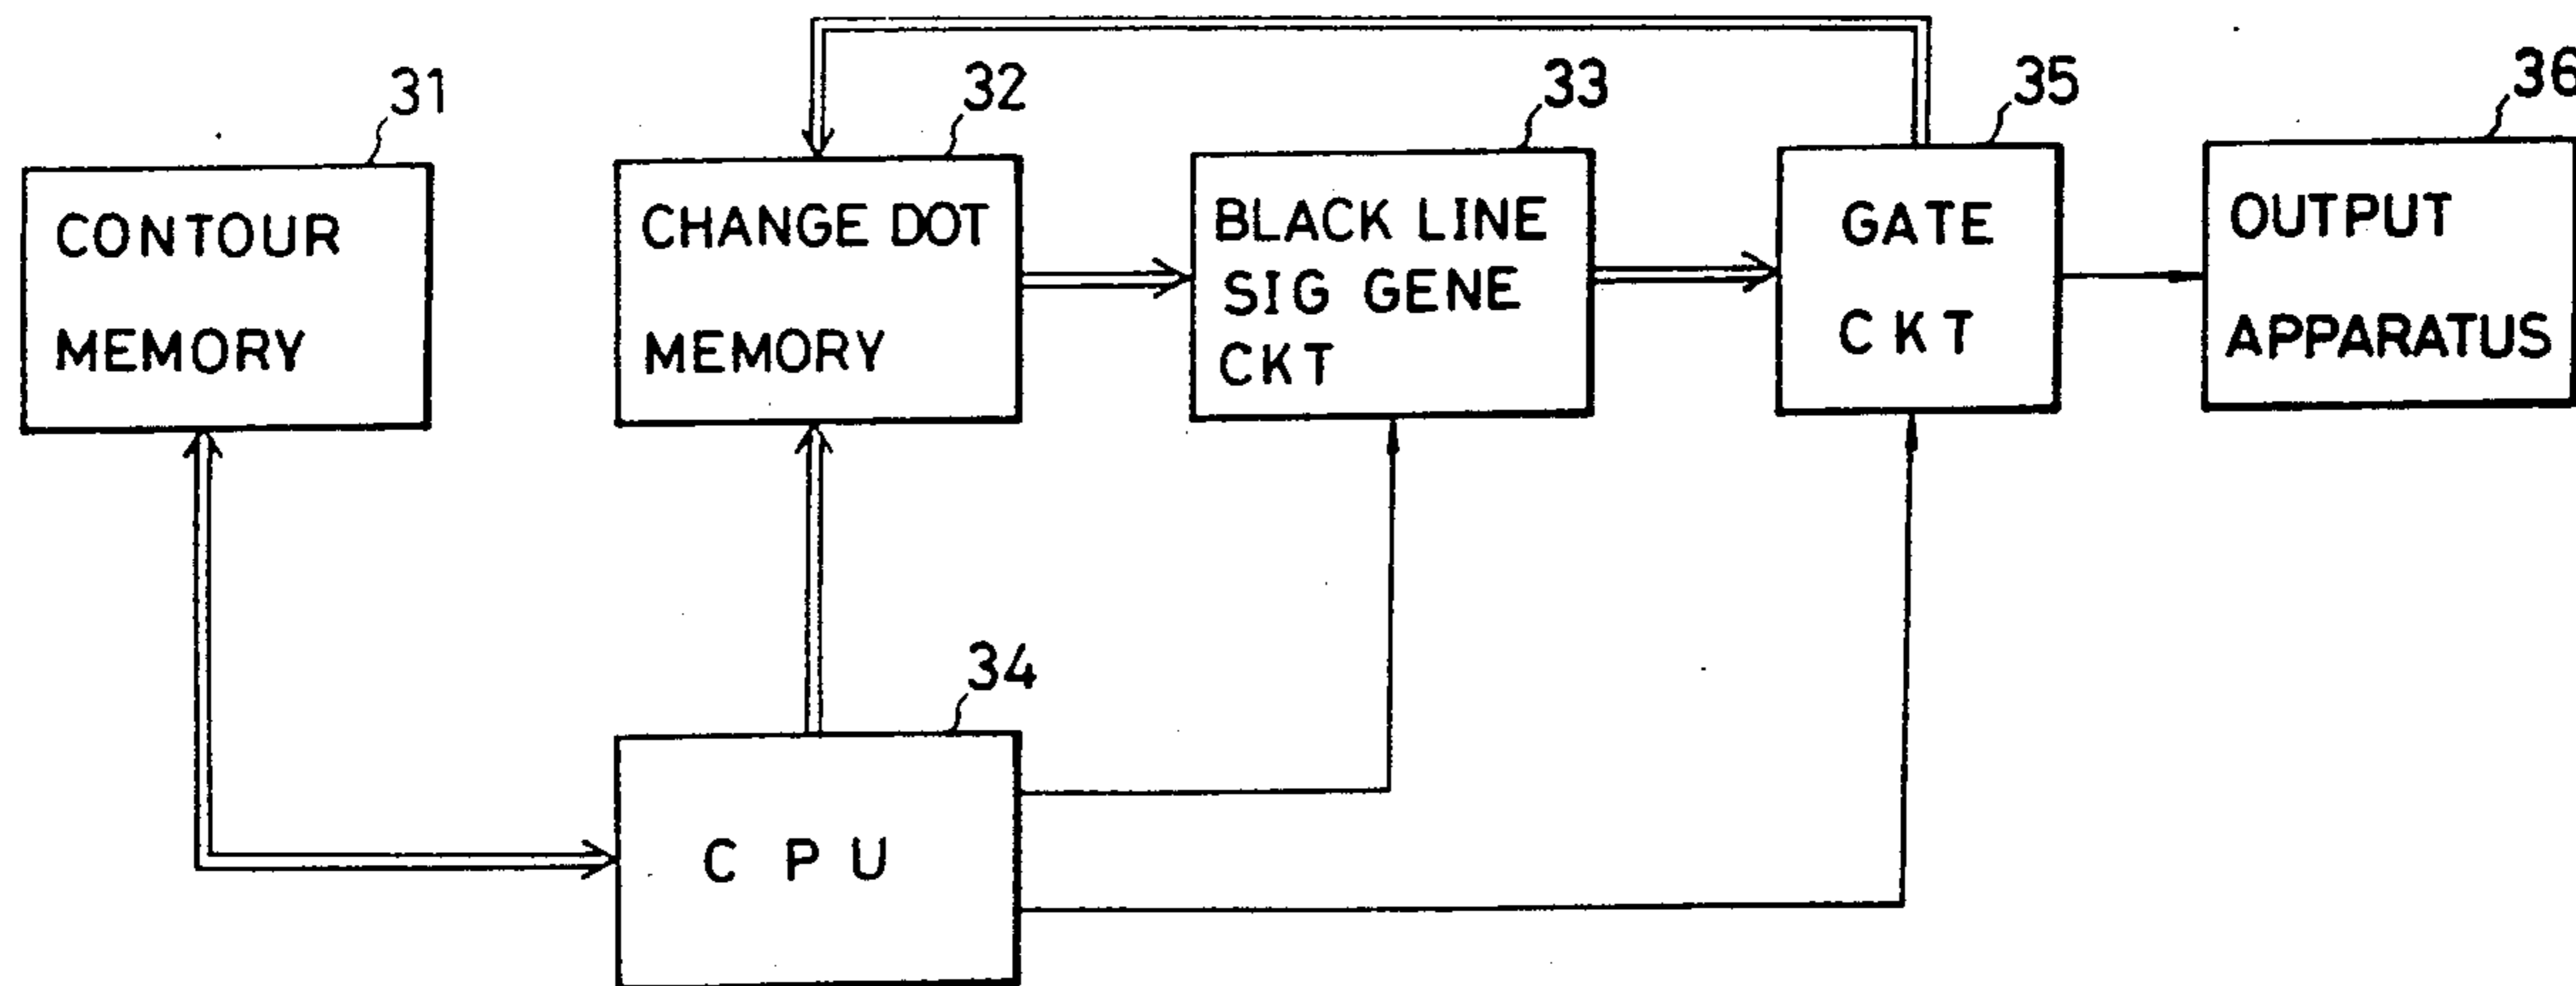 31
CONTOUR
MEMORY
32
CHANGE DOT
MEMORY
33
BLACK LINE
SIG GENE
CKT
35
GATE
CKT
36
OUTPUT
APPARATUS
34
CPU